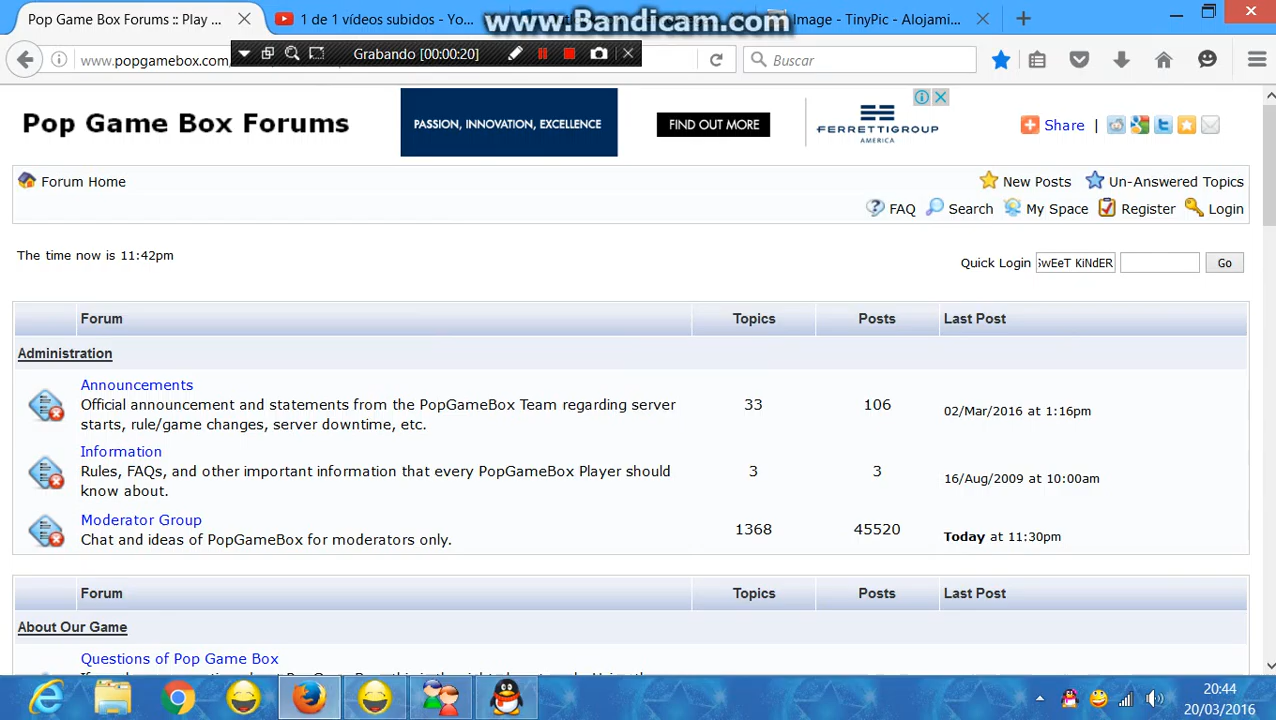 Pop Game Box Forums :: Play ...
1 de 1 vídeos subidos - Yo...
www.Bandicam.com
Image - TinyPic - Alojami...
www.popgamebox.com
Grabando [00:00:20]
Buscar
Pop Game Box Forums
PASSION, INNOVATION, EXCELLENCE
FIND OUT MORE
FERRETTIGROUP
AMERICA
Share |
Forum Home
New Posts
Un-Answered Topics
FAQ
Search
My Space
Register
Login
The time now is 11:42pm
Quick Login
SwEeT KiNdER
Go
Forum
Topics
Posts
Last Post
Administration
Announcements
Official announcement and statements from the PopGameBox Team regarding server
starts, rule/game changes, server downtime, etc.
33
106
02/Mar/2016 at 1:16pm
Information
Rules, FAQs, and other important information that every PopGameBox Player should
know about.
3
3
16/Aug/2009 at 10:00am
Moderator Group
Chat and ideas of PopGameBox for moderators only.
1368
45520
Today at 11:30pm
Forum
Topics
Posts
Last Post
About Our Game
Questions of Pop Game Box
20:44
20/03/2016